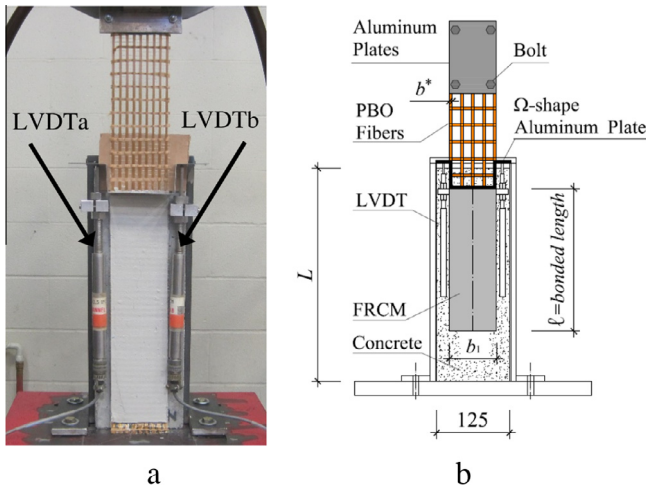 LVDTa
LVDTb
a
Aluminum
Plates
Bolt
b*
PBO
Fibers
Ω-shape
Aluminum Plate
LVDT
L
ℓ=bonded length
FRCM
b₁
Concrete
125
b